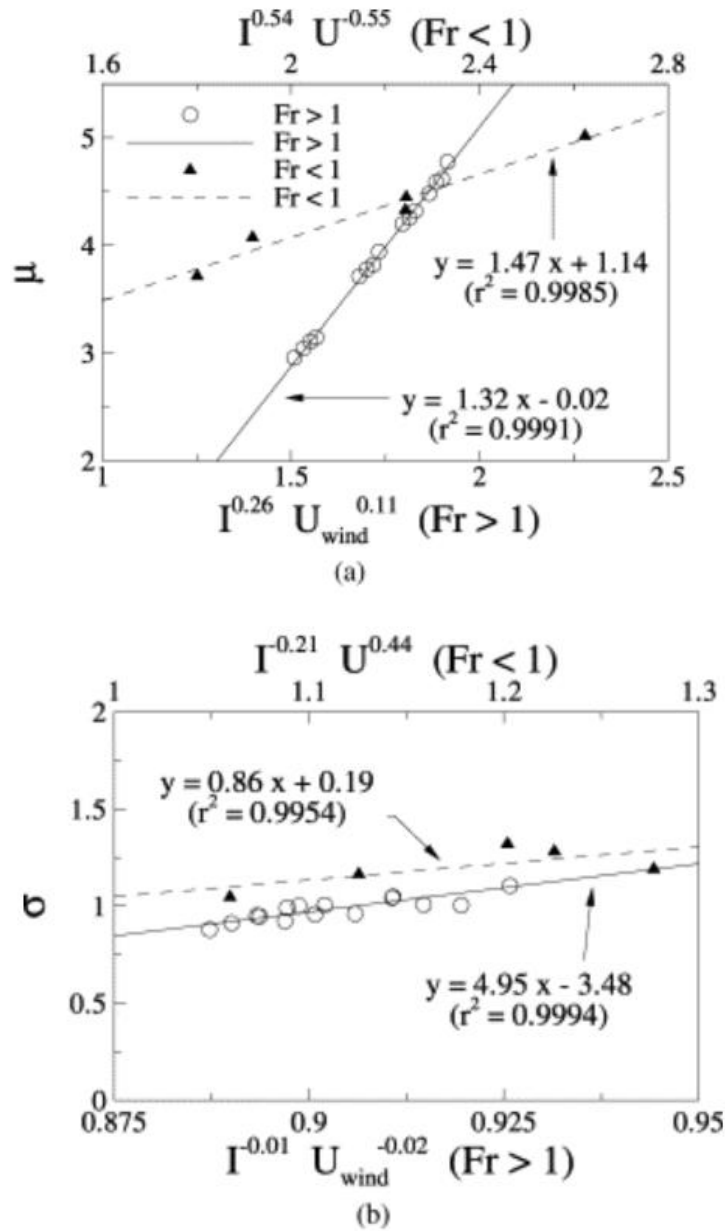 I^0.54 U^-0.55 (Fr < 1)
1.6 2 2.4 2.8
Fr > 1
Fr > 1
Fr < 1
Fr < 1
5
4
3
2
μ
y = 1.47 x + 1.14
(r^2 = 0.9985)
y = 1.32 x - 0.02
(r^2 = 0.9991)
1 1.5 2 2.5
I^0.26 U_wind^0.11 (Fr > 1)
(a)
I^-0.21 U^0.44 (Fr < 1)
1 1.1 1.2 1.3
2
1.5
1
0.5
0
σ
y = 0.86 x + 0.19
(r^2 = 0.9954)
y = 4.95 x - 3.48
(r^2 = 0.9994)
0.875 0.9 0.925 0.95
I^-0.01 U_wind^-0.02 (Fr > 1)
(b)